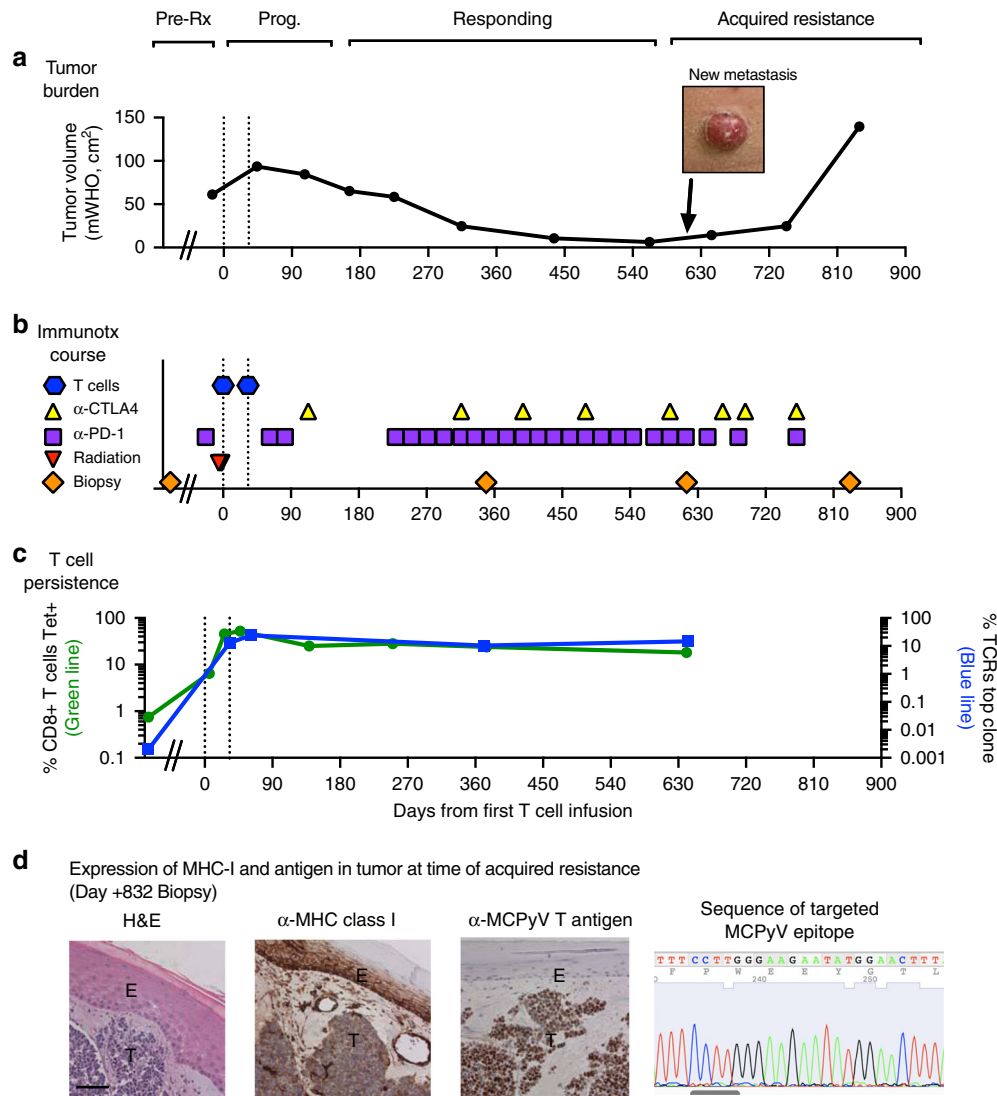 Pre-Rx Prog. Responding Acquired resistance
a
Tumor
burden
New metastasis
Tumor volume
(mWHO, cm²)
150
100
50
0
0 90 180 270 360 450 540 630 720 810 900
b
Immunotx
course
T cells
α-CTLA4
α-PD-1
Radiation
Biopsy
0 90 180 270 360 450 540 630 720 810 900
c
T cell
persistence
% CD8+ T cells Tet+
(Green line)
100
10
1
0.1
% TCRs top clone
(Blue line)
100
10
1
0.1
0.01
0.001
0 90 180 270 360 450 540 630 720 810 900
Days from first T cell infusion
d
Expression of MHC-I and antigen in tumor at time of acquired resistance
(Day +832 Biopsy)
H&E
E
T
α-MHC class I
E
T
α-MCPyV T antigen
E
T
Sequence of targeted
MCPyV epitope
T T T C C T T G G G A A G A A T A T G G A A C T T T
F P W E E Y G T L
0 240 250